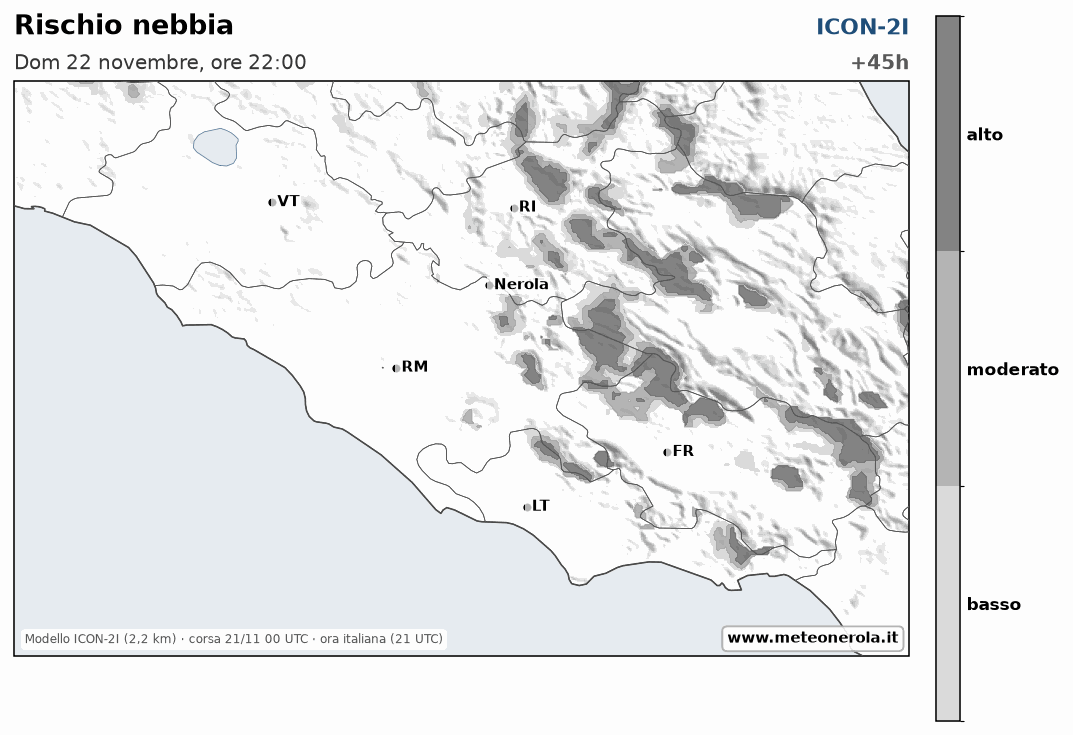 Rischio nebbia
ICON-2I
Dom 22 novembre, ore 22:00
+45h
alto
VT
RI
Nerola
RM
moderato
FR
LT
basso
Modello ICON-2I (2,2 km) · corsa 21/11 00 UTC · ora italiana (21 UTC)
www.meteonerola.it